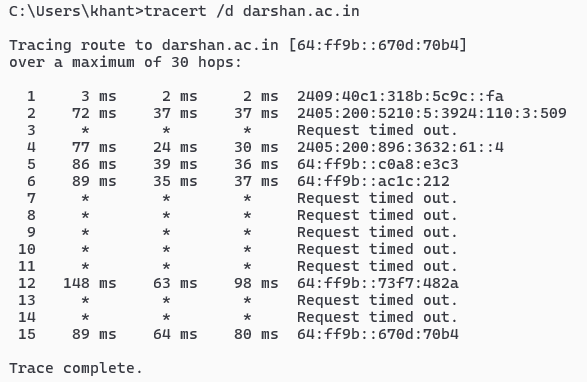 C:\Users\khant>tracert /d darshan.ac.in
Tracing route to darshan.ac.in [64:ff9b::670d:70b4]
over a maximum of 30 hops:
1 3 ms 2 ms 2 ms 2409:40c1:318b:5c9c::fa
2 72 ms 37 ms 37 ms 2405:200:5210:5:3924:110:3:509
3 * * * Request timed out.
4 77 ms 24 ms 30 ms 2405:200:896:3632:61::4
5 86 ms 39 ms 36 ms 64:ff9b::c0a8:e3c3
6 89 ms 35 ms 37 ms 64:ff9b::ac1c:212
7 * * * Request timed out.
8 * * * Request timed out.
9 * * * Request timed out.
10 * * * Request timed out.
11 * * * Request timed out.
12 148 ms 63 ms 98 ms 64:ff9b::73f7:482a
13 * * * Request timed out.
14 * * * Request timed out.
15 89 ms 64 ms 80 ms 64:ff9b::670d:70b4
Trace complete.